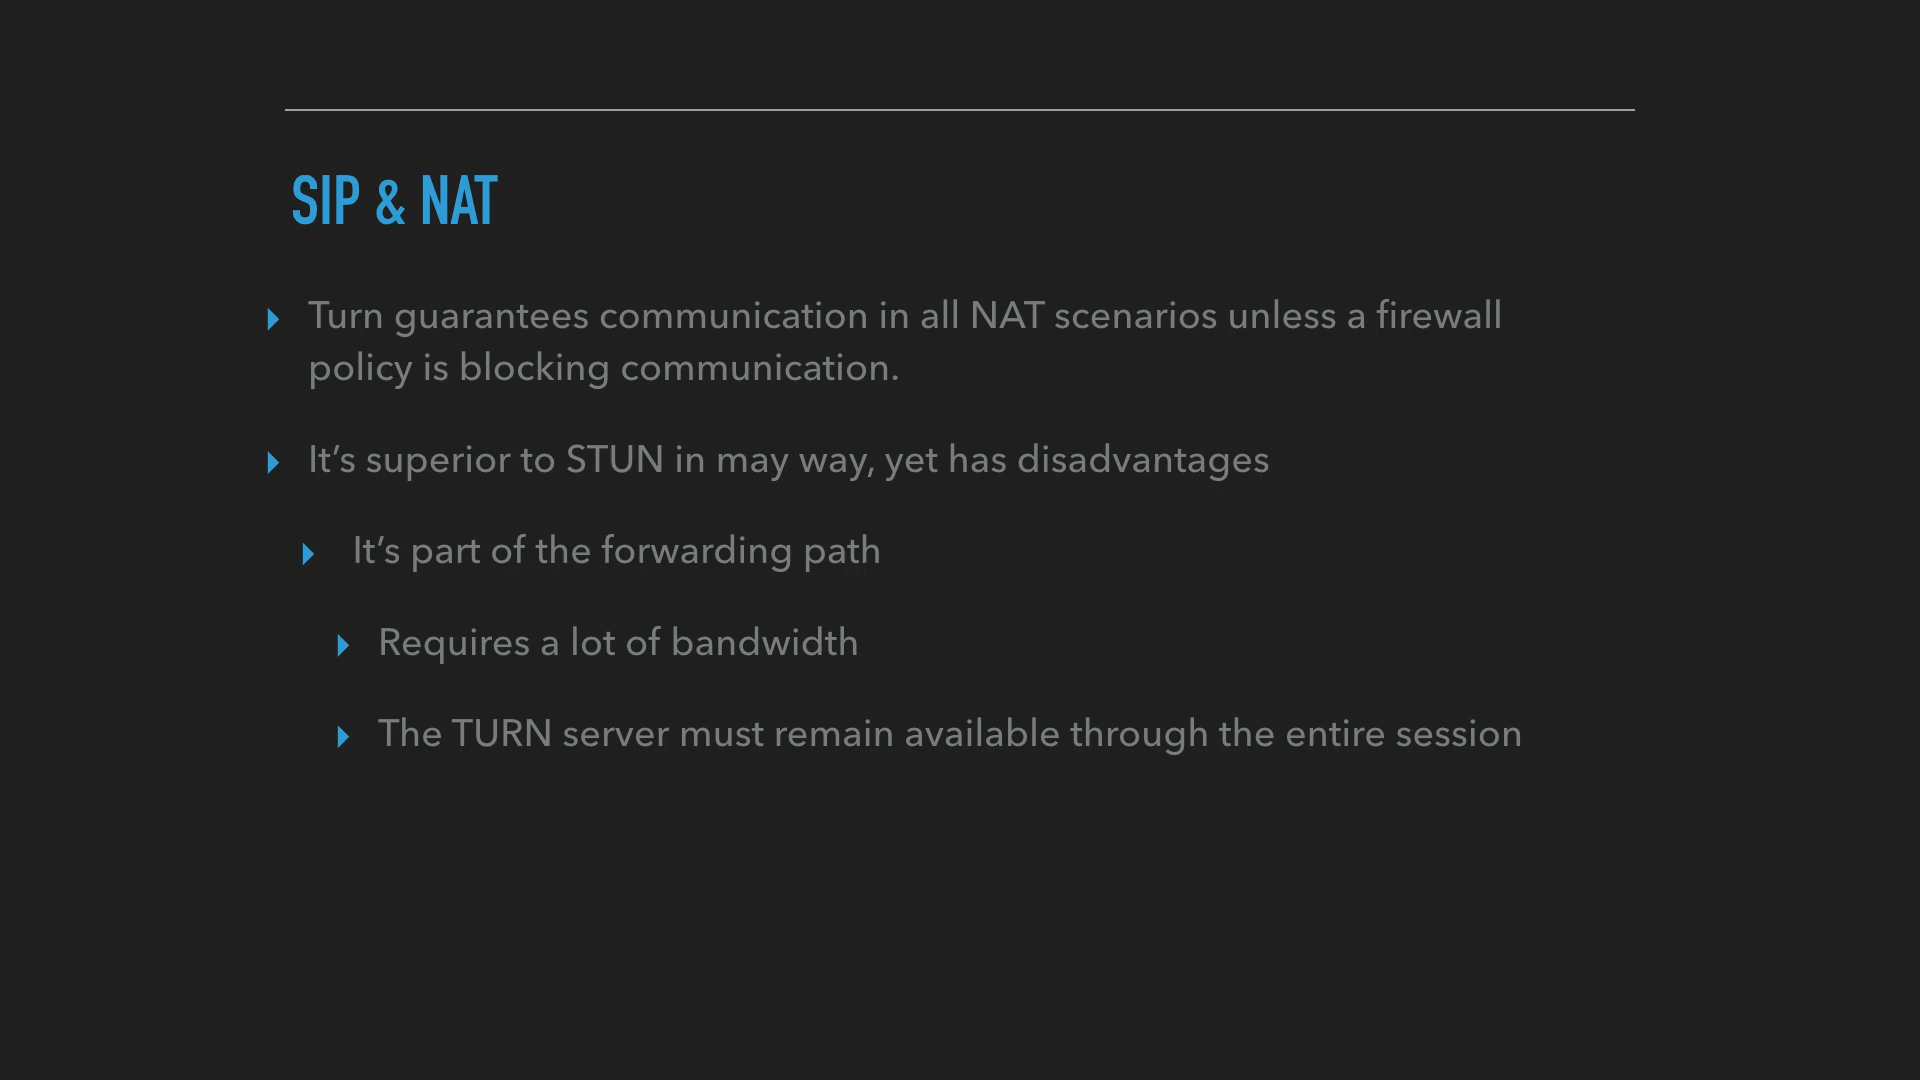 SIP & NAT
Turn guarantees communication in all NAT scenarios unless a firewall
policy is blocking communication.
It’s superior to STUN in may way, yet has disadvantages
It’s part of the forwarding path
Requires a lot of bandwidth
The TURN server must remain available through the entire session